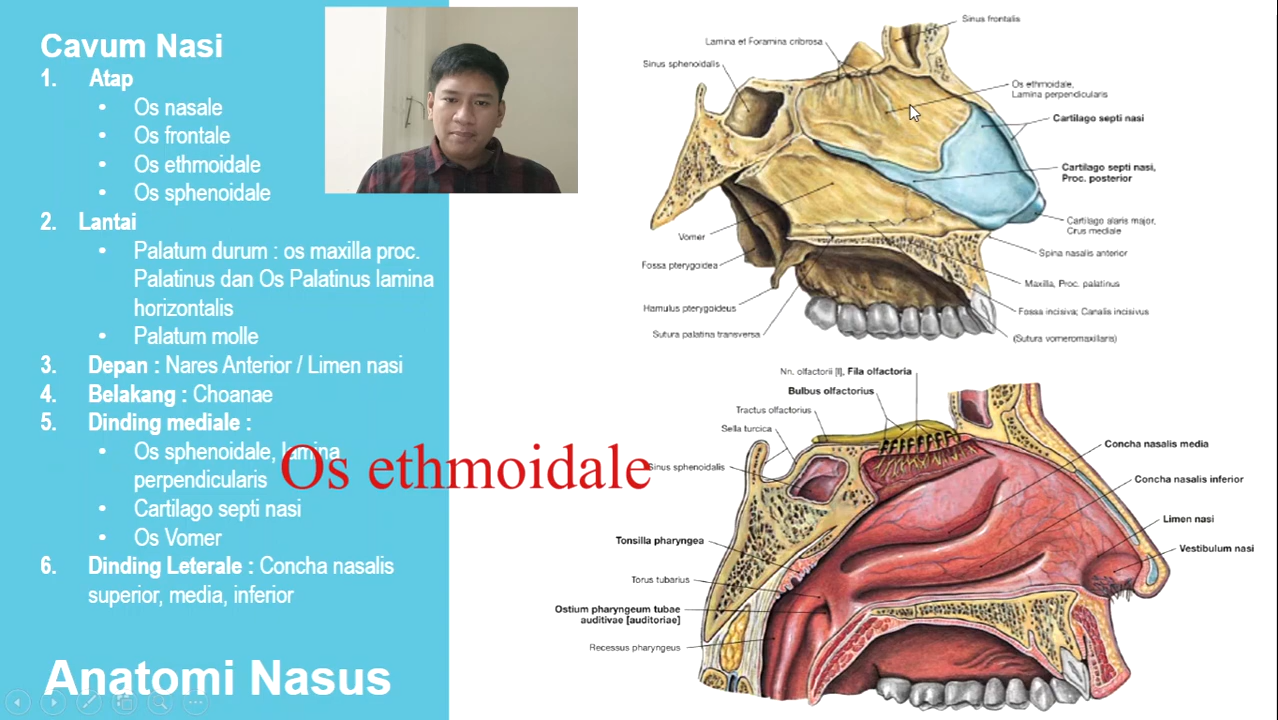 Cavum Nasi
1. Atap
• Os nasale
• Os frontale
• Os ethmoidale
• Os sphenoidale
2. Lantai
• Palatum durum : os maxilla proc.
Palatinus dan Os Palatinus lamina
horizontalis
• Palatum molle
3. Depan : Nares Anterior / Limen nasi
4. Belakang : Choanae
5. Dinding mediale :
• Os sphenoidale, lamina
perpendicularis
• Cartilago septi nasi
• Os Vomer
6. Dinding Leterale : Concha nasalis
superior, media, inferior
Anatomi Nasus
Os ethmoidale
Sinus frontalis
Lamina et Foramina cribrosa
Sinus sphenoidalis
Os ethmoidale,
Lamina perpendicularis
Cartilago septi nasi
Cartilago septi nasi,
Proc. posterior
Cartilago alaris major,
Crus mediale
Vomer
Spina nasalis anterior
Fossa pterygoidea
Maxilla, Proc. palatinus
Hamulus pterygoideus
Fossa incisiva; Canalis incisivus
Sutura palatina transversa
(Sutura vomeromaxillaris)
Nn. olfactorii [I], Fila olfactoria
Bulbus olfactorius
Tractus olfactorius
Sella turcica
Concha nasalis media
Sinus sphenoidalis
Concha nasalis inferior
Limen nasi
Tonsilla pharyngea
Vestibulum nasi
Torus tubarius
Ostium pharyngeum tubae
auditivae [auditoriae]
Recessus pharyngeus